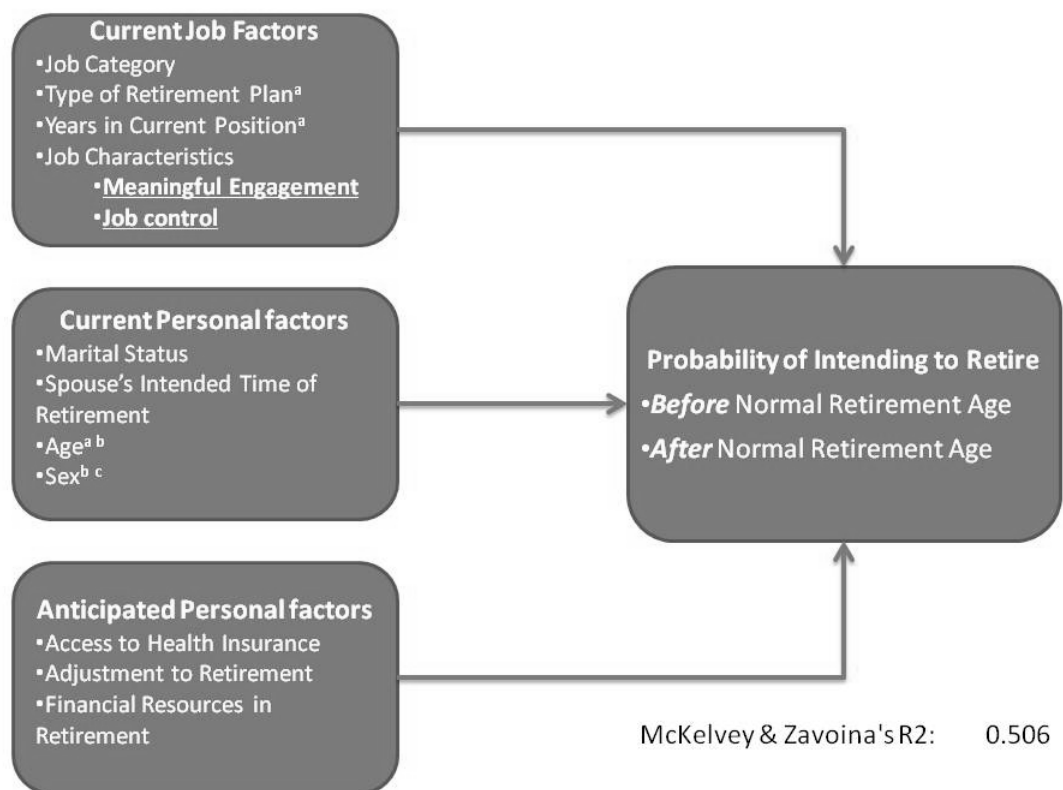 Current Job Factors
•Job Category
•Type of Retirement Planᵃ
•Years in Current Positionᵃ
•Job Characteristics
•Meaningful Engagement
•Job control
Current Personal factors
•Marital Status
•Spouse's Intended Time of
Retirement
•Ageᵃ ᵇ
•Sexᵇ ᶜ
Anticipated Personal factors
•Access to Health Insurance
•Adjustment to Retirement
•Financial Resources in
Retirement
Probability of Intending to Retire
•Before Normal Retirement Age
•After Normal Retirement Age
McKelvey & Zavoina's R2: 0.506